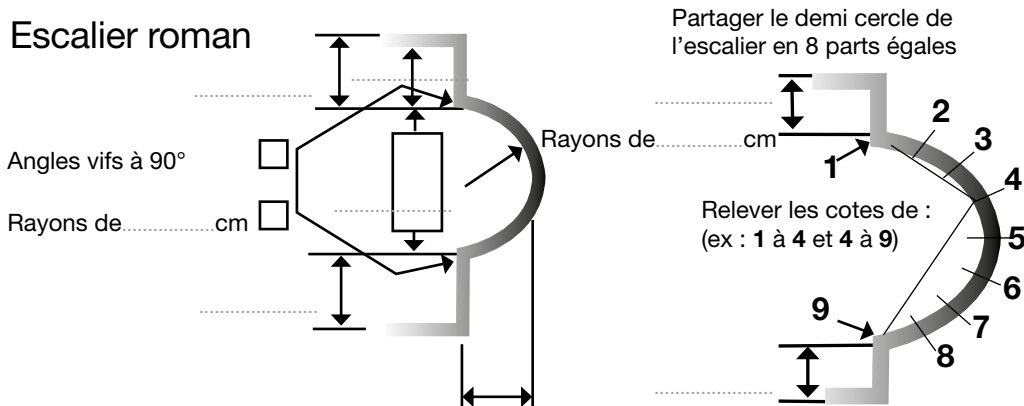 Escalier roman
Angles vifs à 90°
Rayons de..............cm
Rayons de..................cm
Partager le demi cercle de
l'escalier en 8 parts égales
1
2
3
4
5
6
7
8
9
Relever les cotes de :
(ex : 1 à 4 et 4 à 9)